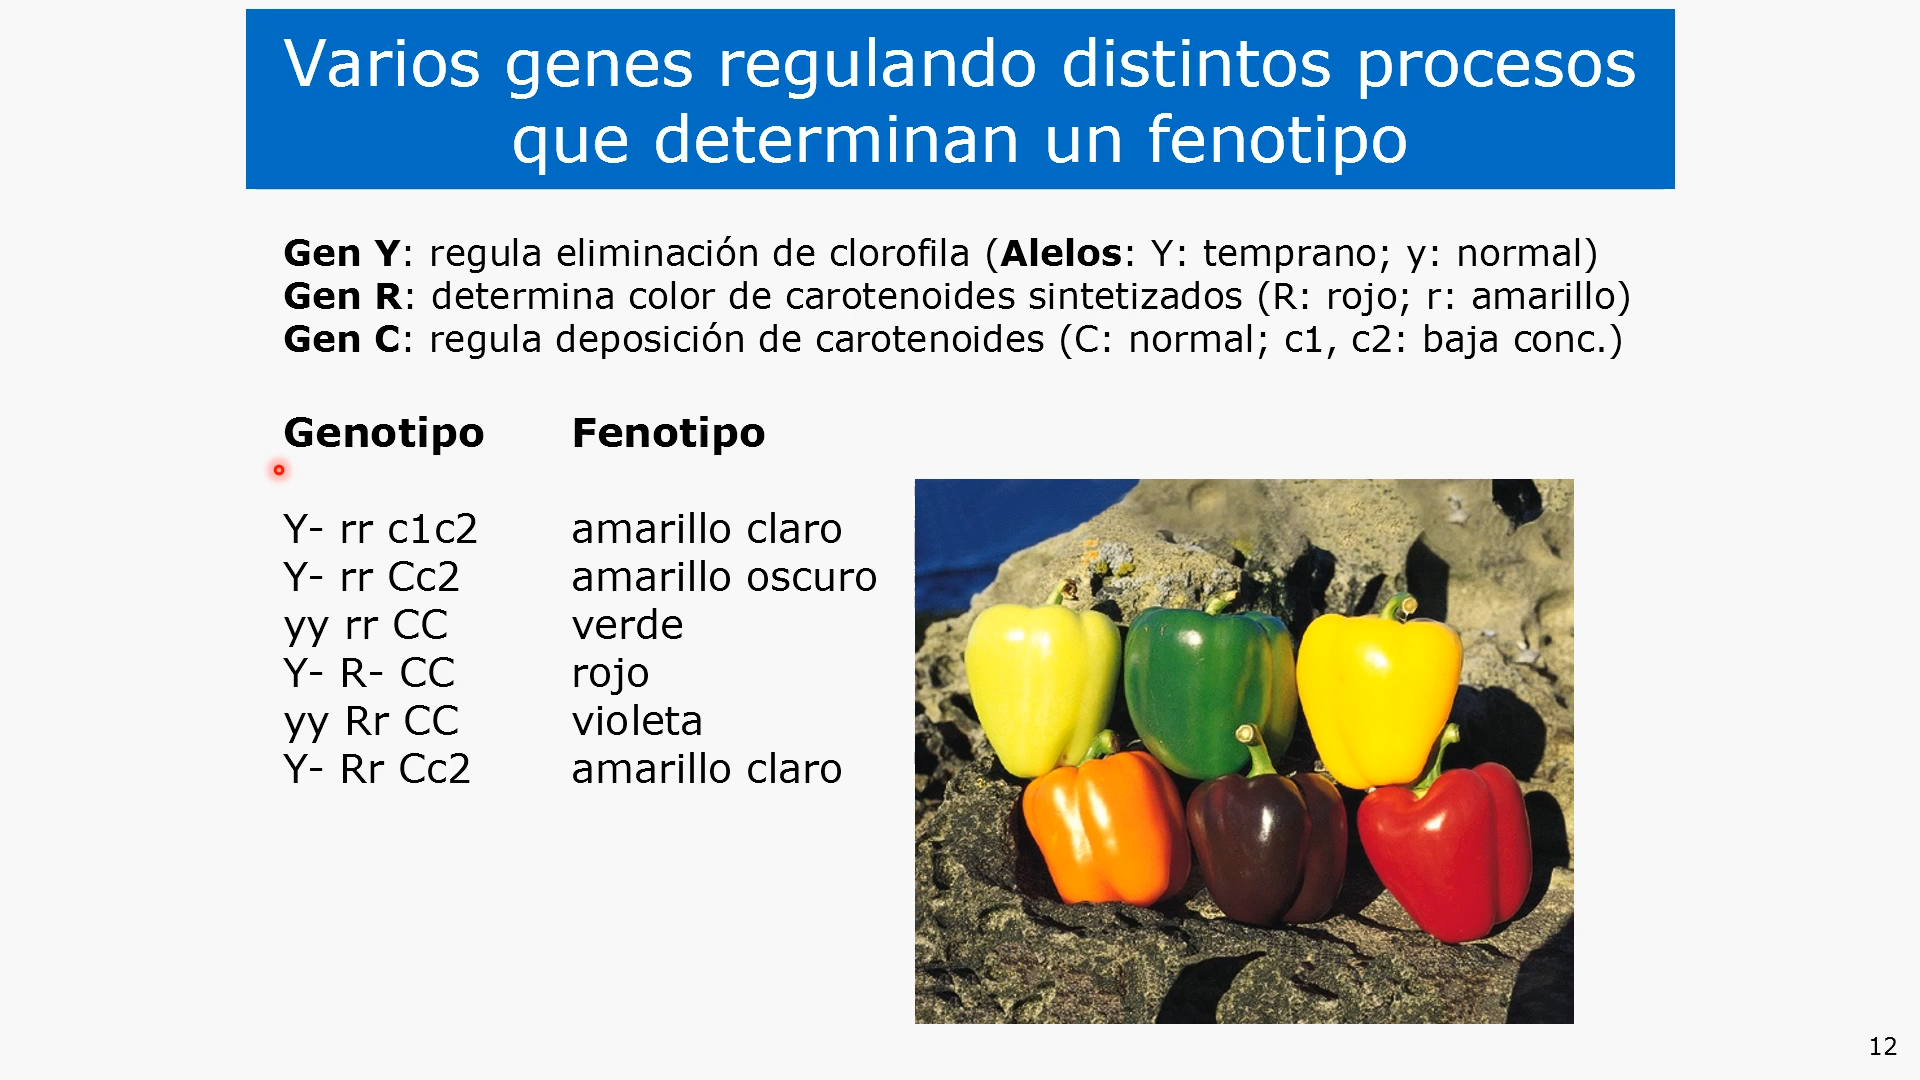 Varios genes regulando distintos procesos
que determinan un fenotipo
Gen Y: regula eliminación de clorofila (Alelos: Y: temprano; y: normal)
Gen R: determina color de carotenoides sintetizados (R: rojo; r: amarillo)
Gen C: regula deposición de carotenoides (C: normal; c1, c2: baja conc.)
Genotipo Fenotipo
Y- rr c1c2 amarillo claro
Y- rr Cc2 amarillo oscuro
yy rr CC verde
Y- R- CC rojo
yy Rr CC violeta
Y- Rr Cc2 amarillo claro
12